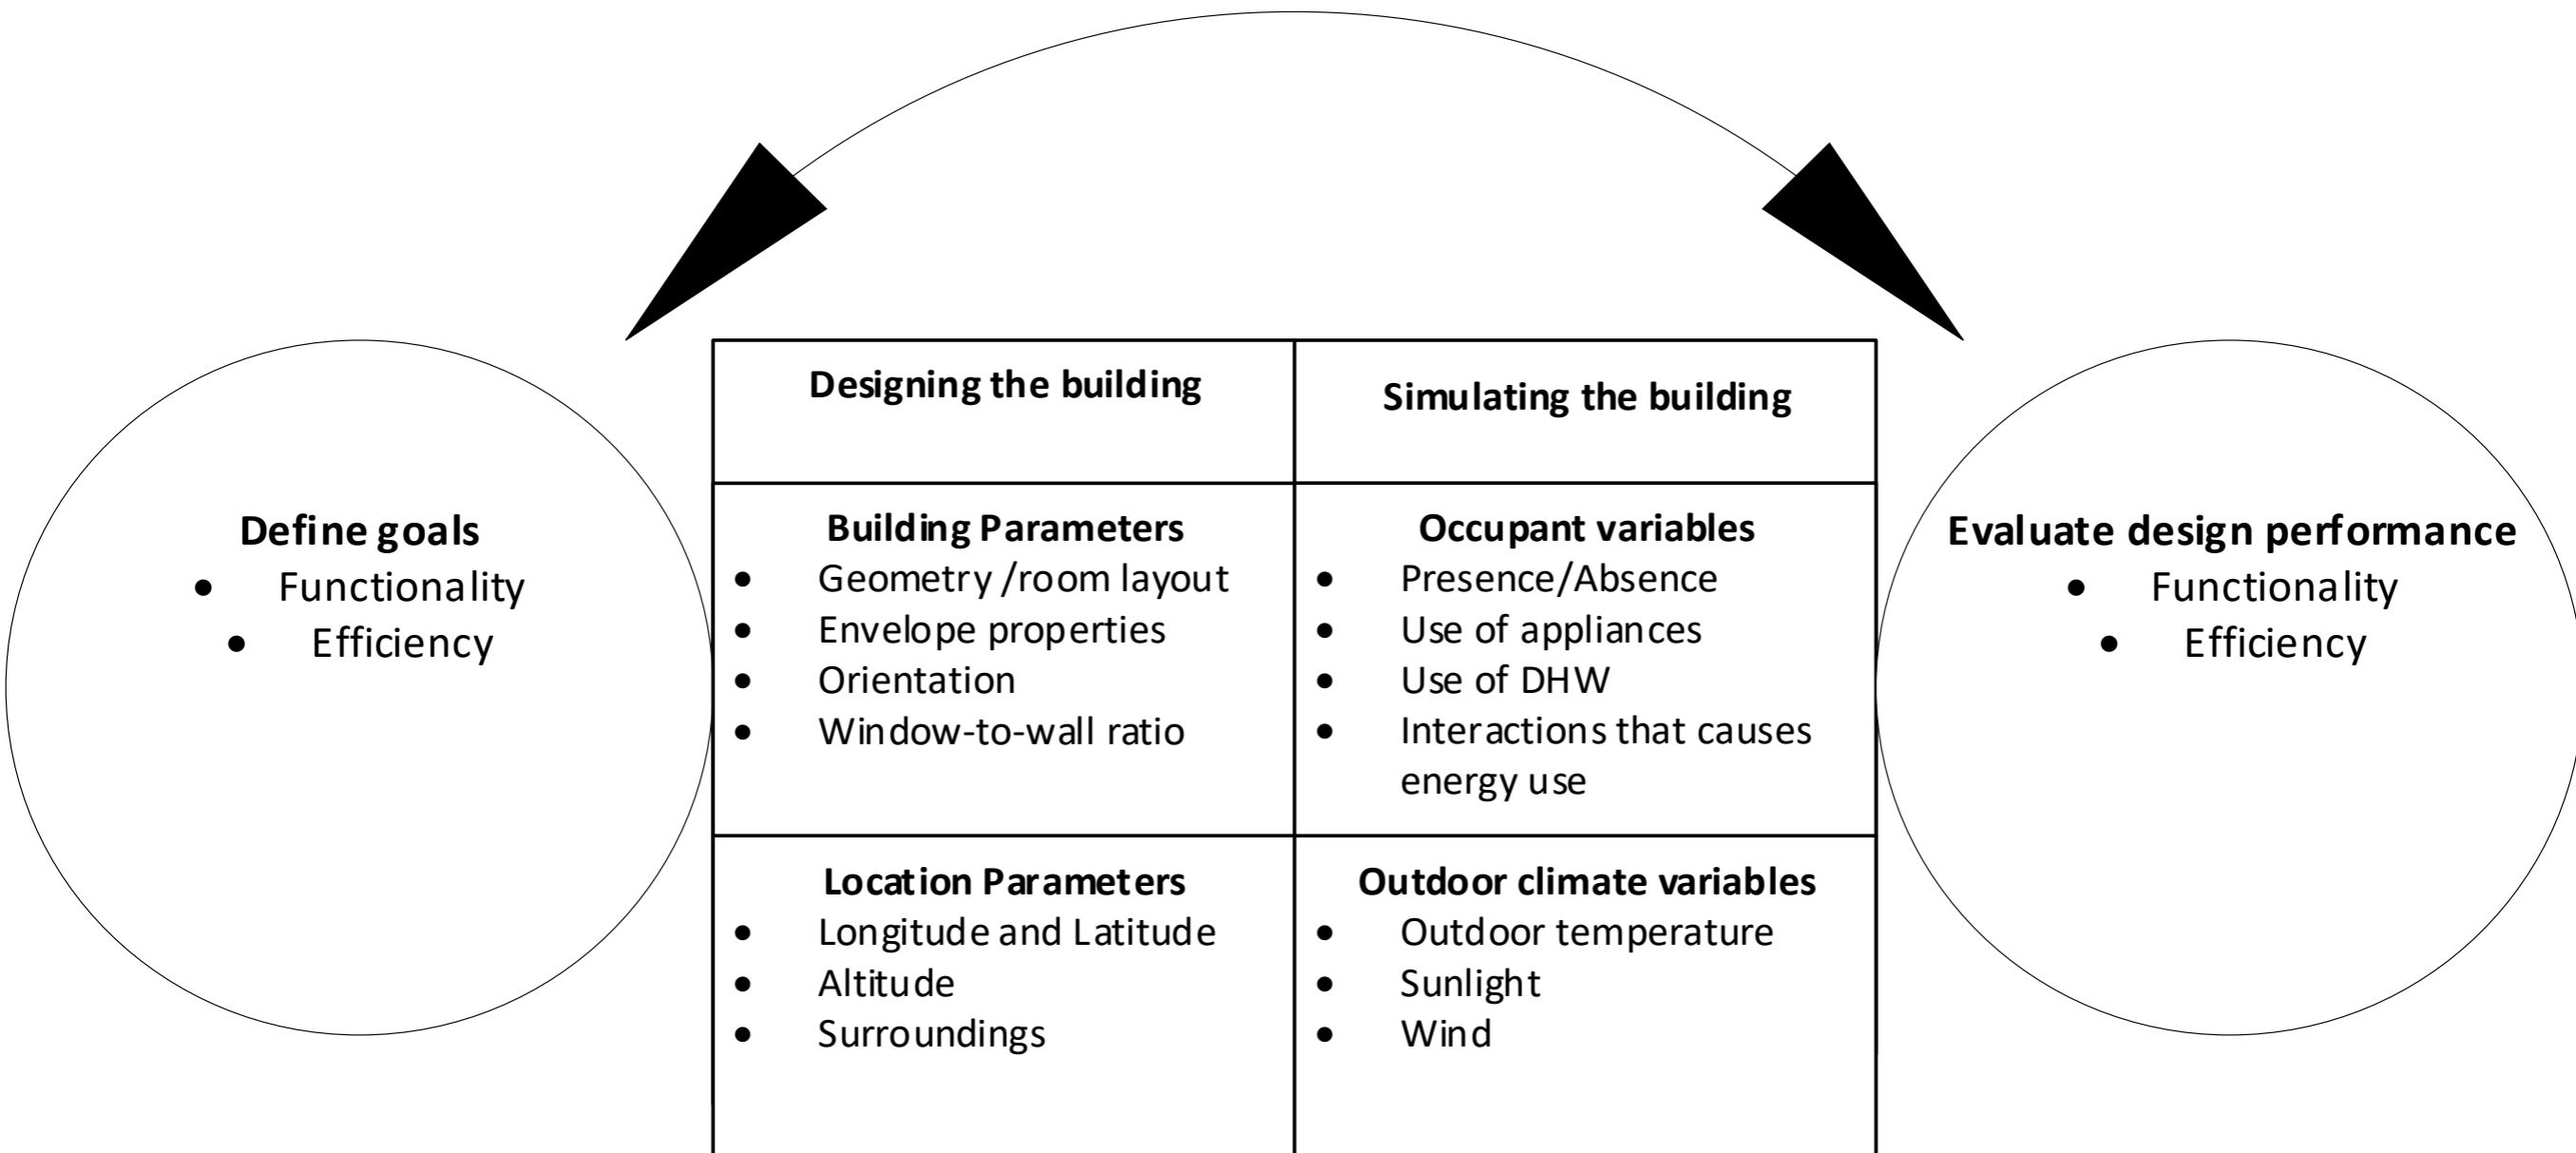 Define goals
• Functionality
• Efficiency
Designing the building
Simulating the building
Building Parameters
• Geometry /room layout
• Envelope properties
• Orientation
• Window-to-wall ratio
Occupant variables
• Presence/Absence
• Use of appliances
• Use of DHW
• Interactions that causes
energy use
Location Parameters
• Longitude and Latitude
• Altitude
• Surroundings
Outdoor climate variables
• Outdoor temperature
• Sunlight
• Wind
Evaluate design performance
• Functionality
• Efficiency